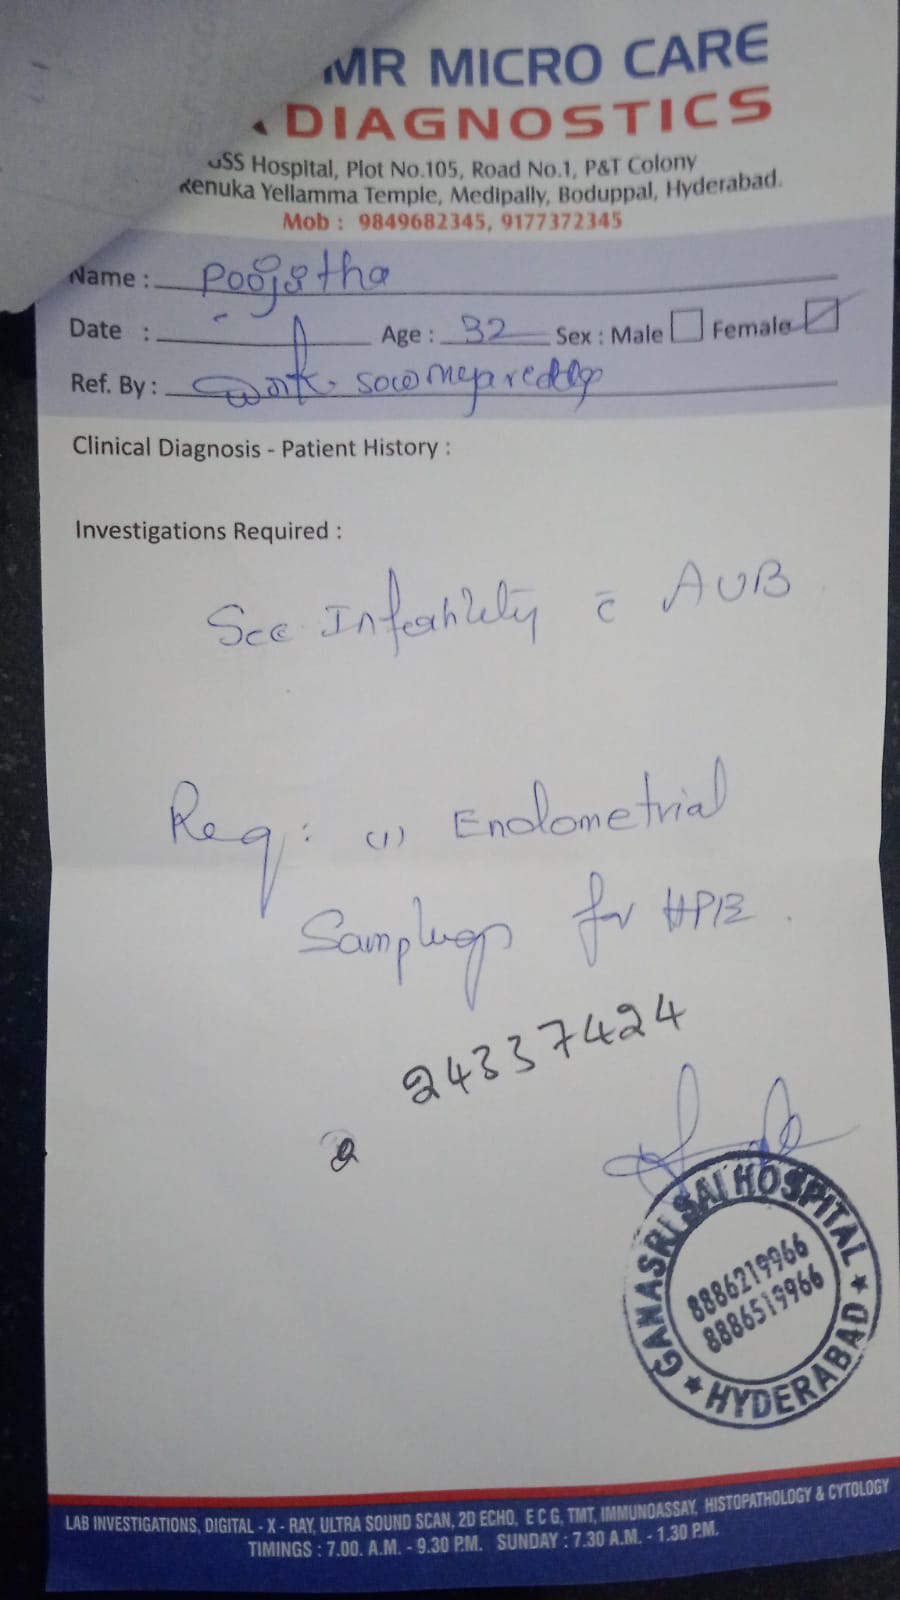 MR MICRO CARE
DIAGNOSTICS
SS Hospital, Plot No.105, Road No.1, P&T Colony
Renuka Yellamma Temple, Medipally, Boduppal, Hyderabad.
Mob : 9849682345, 9177372345
Name : Poojitha
Date : Age : 32 Sex : Male Female
Ref. By :
Clinical Diagnosis - Patient History :
Investigations Required :
Sec Infertility c̄ AUB
Req : (1) Endometrial
Samplings for HPE .
24337424
GANASRI SAI HOSPITAL
8886219966
8886519966
HYDERABAD
LAB INVESTIGATIONS, DIGITAL - X - RAY, ULTRA SOUND SCAN, 2D ECHO, E C G, TMT, IMMUNOASSAY, HISTOPATHOLOGY & CYTOLOGY
TIMINGS : 7.00. A.M. - 9.30 P.M. SUNDAY : 7.30 A.M. - 1.30 P.M.